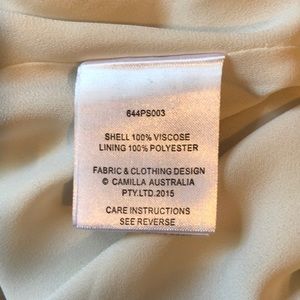 644PS003
SHELL 100% VISCOSE
LINING 100% POLYESTER
FABRIC & CLOTHING DESIGN
© CAMILLA AUSTRALIA
PTY.LTD.2015
CARE INSTRUCTIONS
SEE REVERSE